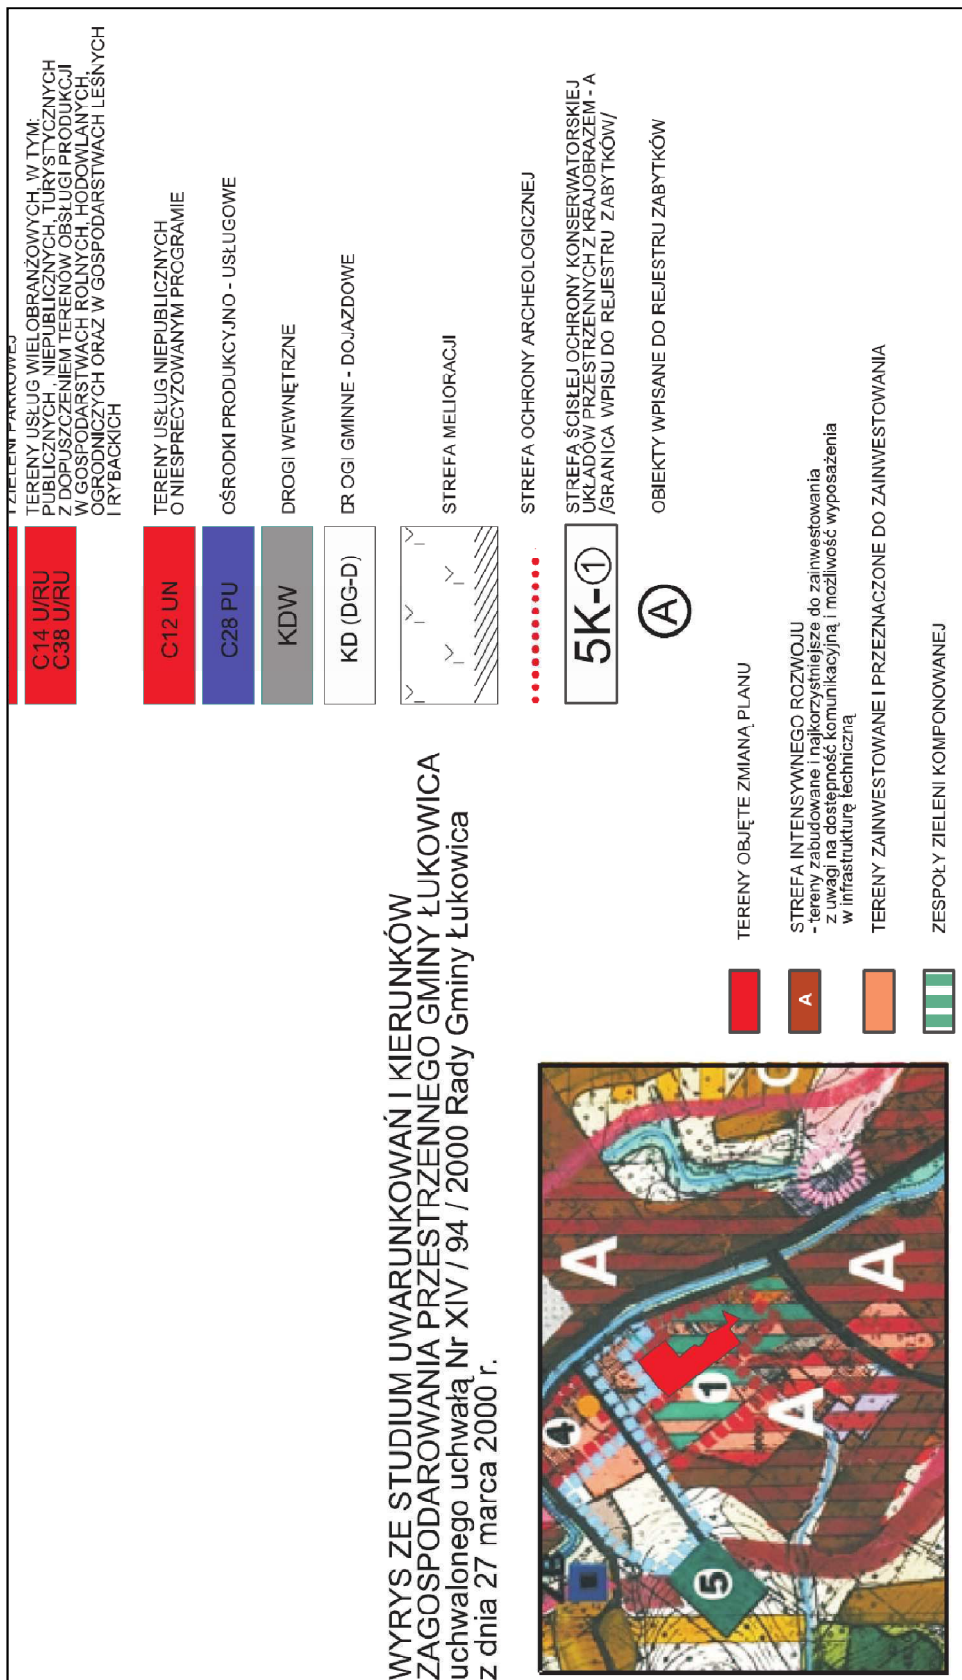 I ZIELENI PARKOWEJ
C14 U/RU
C38 U/RU
TERENY USŁUG WIELOBRANŻOWYCH, W TYM:
PUBLICZNYCH , NIEPUBLICZNYCH, TURYSTYCZNYCH
Z DOPUSZCZENIEM TERENÓW OBSŁUGI PRODUKCJI
W GOSPODARSTWACH ROLNYCH, HODOWLANYCH,
OGRODNICZYCH ORAZ W GOSPODARSTWACH LEŚNYCH
I RYBACKICH
C12 UN
TERENY USŁUG NIEPUBLICZNYCH
O NIESPRECYZOWANYM PROGRAMIE
C28 PU
OŚRODKI PRODUKCYJNO - USŁUGOWE
KDW
DROGI WEWNĘTRZNE
KD (DG-D)
DROGI GMINNE - DOJAZDOWE
STREFA MELIORACJI
STREFA OCHRONY ARCHEOLOGICZNEJ
5K-1
STREFA ŚCISŁEJ OCHRONY KONSERWATORSKIEJ
UKŁADÓW PRZESTRZENNYCH Z KRAJOBRAZEM - A
/GRANICA WPISU DO REJESTRU ZABYTKÓW/
A
OBIEKTY WPISANE DO REJESTRU ZABYTKÓW
WYRYS ZE STUDIUM UWARUNKOWAŃ I KIERUNKÓW
ZAGOSPODAROWANIA PRZESTRZENNEGO GMINY ŁUKOWICA
uchwalonego uchwałą Nr XIV / 94 / 2000 Rady Gminy Łukowica
z dnia 27 marca 2000 r.
A
4
1
A
A
5
TERENY OBJĘTE ZMIANĄ PLANU
A
STREFA INTENSYWNEGO ROZWOJU
- tereny zabudowane i najkorzystniejsze do zainwestowania
z uwagi na dostępność komunikacyjną i możliwość wyposażenia
w infrastrukturę techniczną
TERENY ZAINWESTOWANE I PRZEZNACZONE DO ZAINWESTOWANIA
ZESPOŁY ZIELENI KOMPONOWANEJ